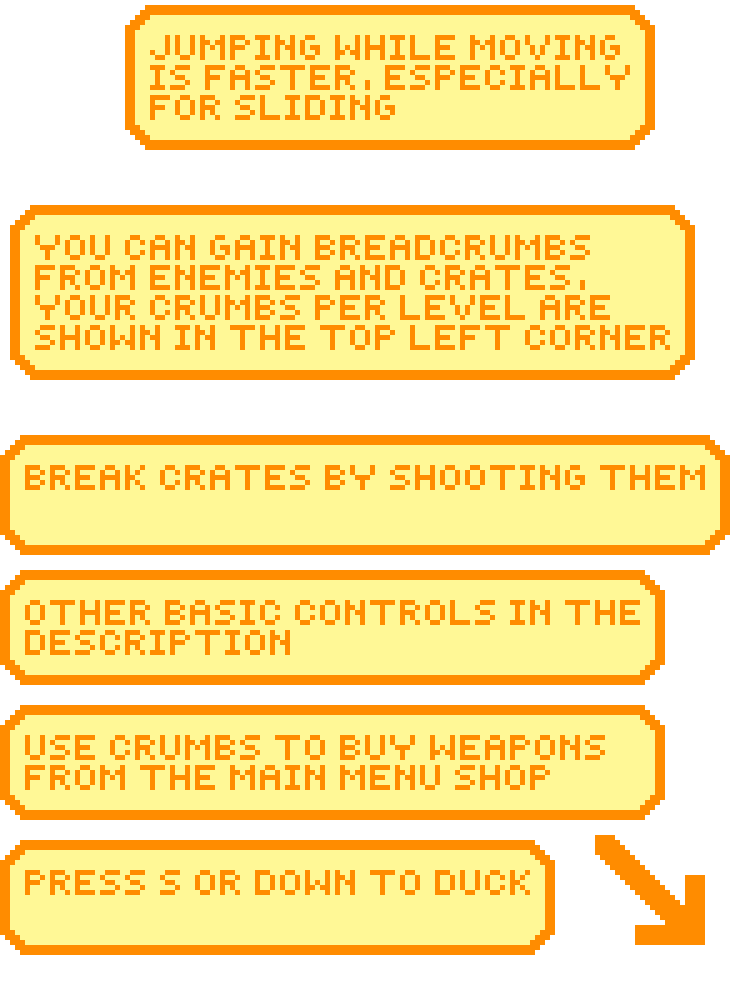 JUMPING WHILE MOVING
IS FASTER, ESPECIALLY
FOR SLIDING
YOU CAN GAIN BREADCRUMBS
FROM ENEMIES AND CRATES.
YOUR CRUMBS PER LEVEL ARE
SHOWN IN THE TOP LEFT CORNER
BREAK CRATES BY SHOOTING THEM
OTHER BASIC CONTROLS IN THE
DESCRIPTION
USE CRUMBS TO BUY WEAPONS
FROM THE MAIN MENU SHOP
PRESS S OR DOWN TO DUCK